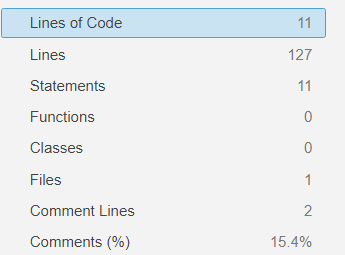 Lines of Code 11
Lines 127
Statements 11
Functions 0
Classes 0
Files 1
Comment Lines 2
Comments (%) 15.4%